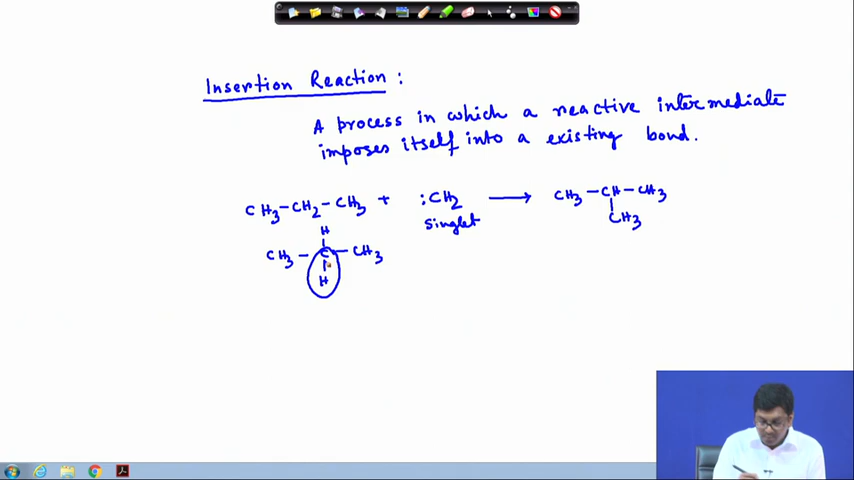 Insertion Reaction :
A process in which a reactive intermediate
imposes itself into a existing bond.
CH3-CH2-CH3 + :CH2 → CH3-CH-CH3
singlet
CH3
H
CH3-C-CH3
H